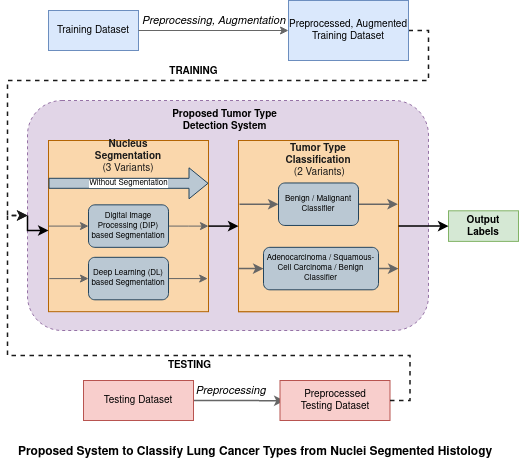 Training Dataset
Preprocessing, Augmentation
Preprocessed, Augmented
Training Dataset
TRAINING
Proposed Tumor Type
Detection System
Nucleus
Segmentation
(3 Variants)
Without Segmentation
Digital Image
Processing (DIP)
based Segmentation
Deep Learning (DL)
based Segmentation
Tumor Type
Classification
(2 Variants)
Benign / Malignant
Classifier
Adenocarcinoma / Squamous-
Cell Carcinoma / Benign
Classifier
Output
Labels
TESTING
Testing Dataset
Preprocessing
Preprocessed
Testing Dataset
Proposed System to Classify Lung Cancer Types from Nuclei Segmented Histology